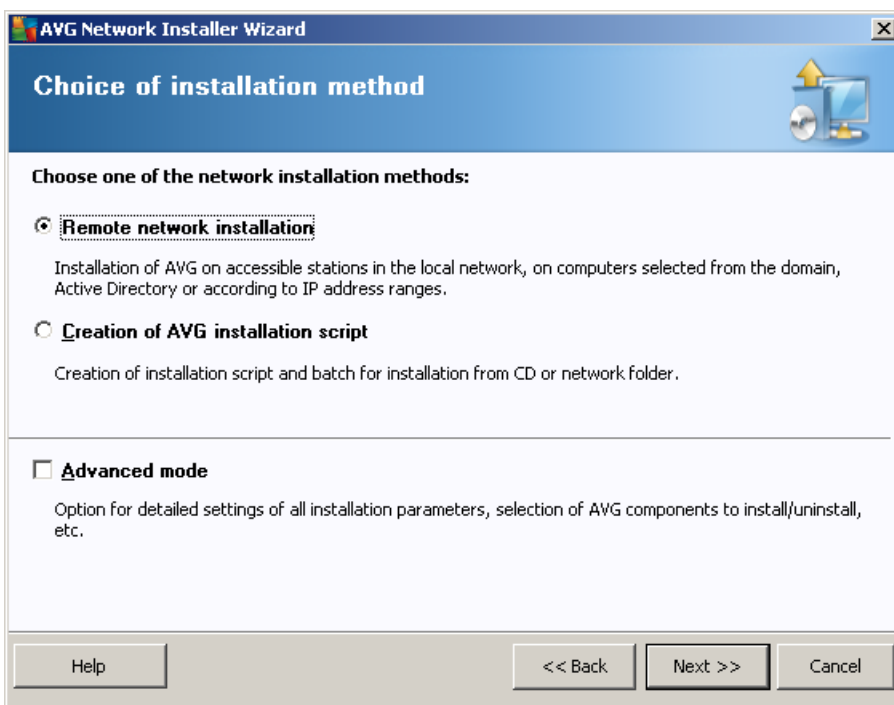 AVG Network Installer Wizard
Choice of installation method
Choose one of the network installation methods:
Remote network installation
Installation of AVG on accessible stations in the local network, on computers selected from the domain,
Active Directory or according to IP address ranges.
Creation of AVG installation script
Creation of installation script and batch for installation from CD or network folder.
Advanced mode
Option for detailed settings of all installation parameters, selection of AVG components to install/uninstall,
etc.
Help << Back Next >> Cancel